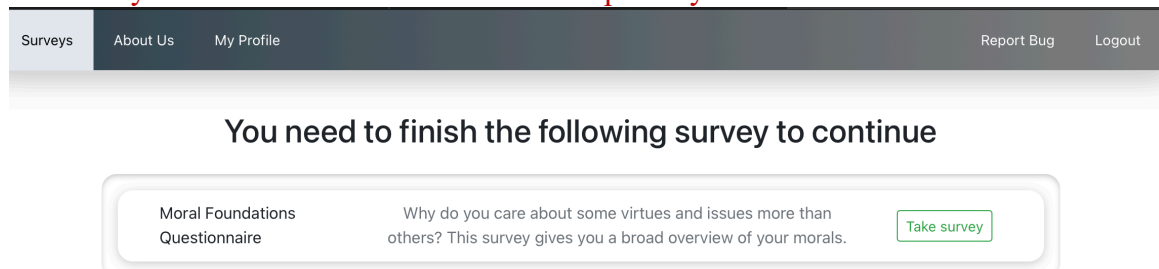 Surveys About Us My Profile Report Bug Logout
You need to finish the following survey to continue
Moral Foundations Questionnaire
Why do you care about some virtues and issues more than
others? This survey gives you a broad overview of your morals.
Take survey